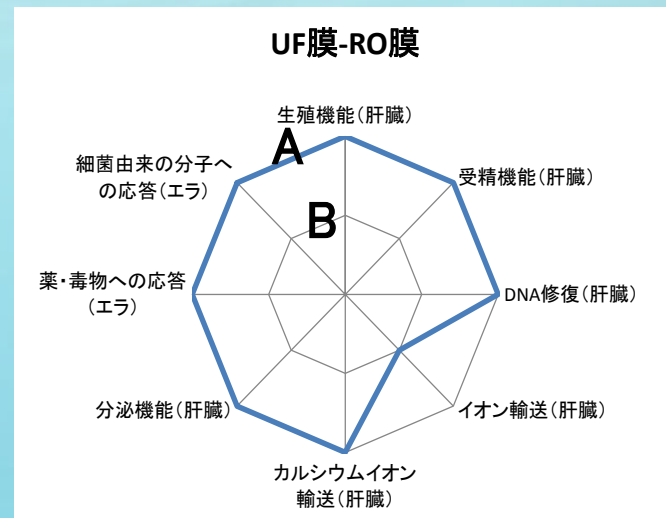 UF膜-RO膜
生殖機能(肝臓)
A
細菌由来の分子へ
の応答(エラ)
受精機能(肝臓)
B
薬・毒物への応答
(エラ)
DNA修復(肝臓)
分泌機能(肝臓)
イオン輸送(肝臓)
カルシウムイオン
輸送(肝臓)